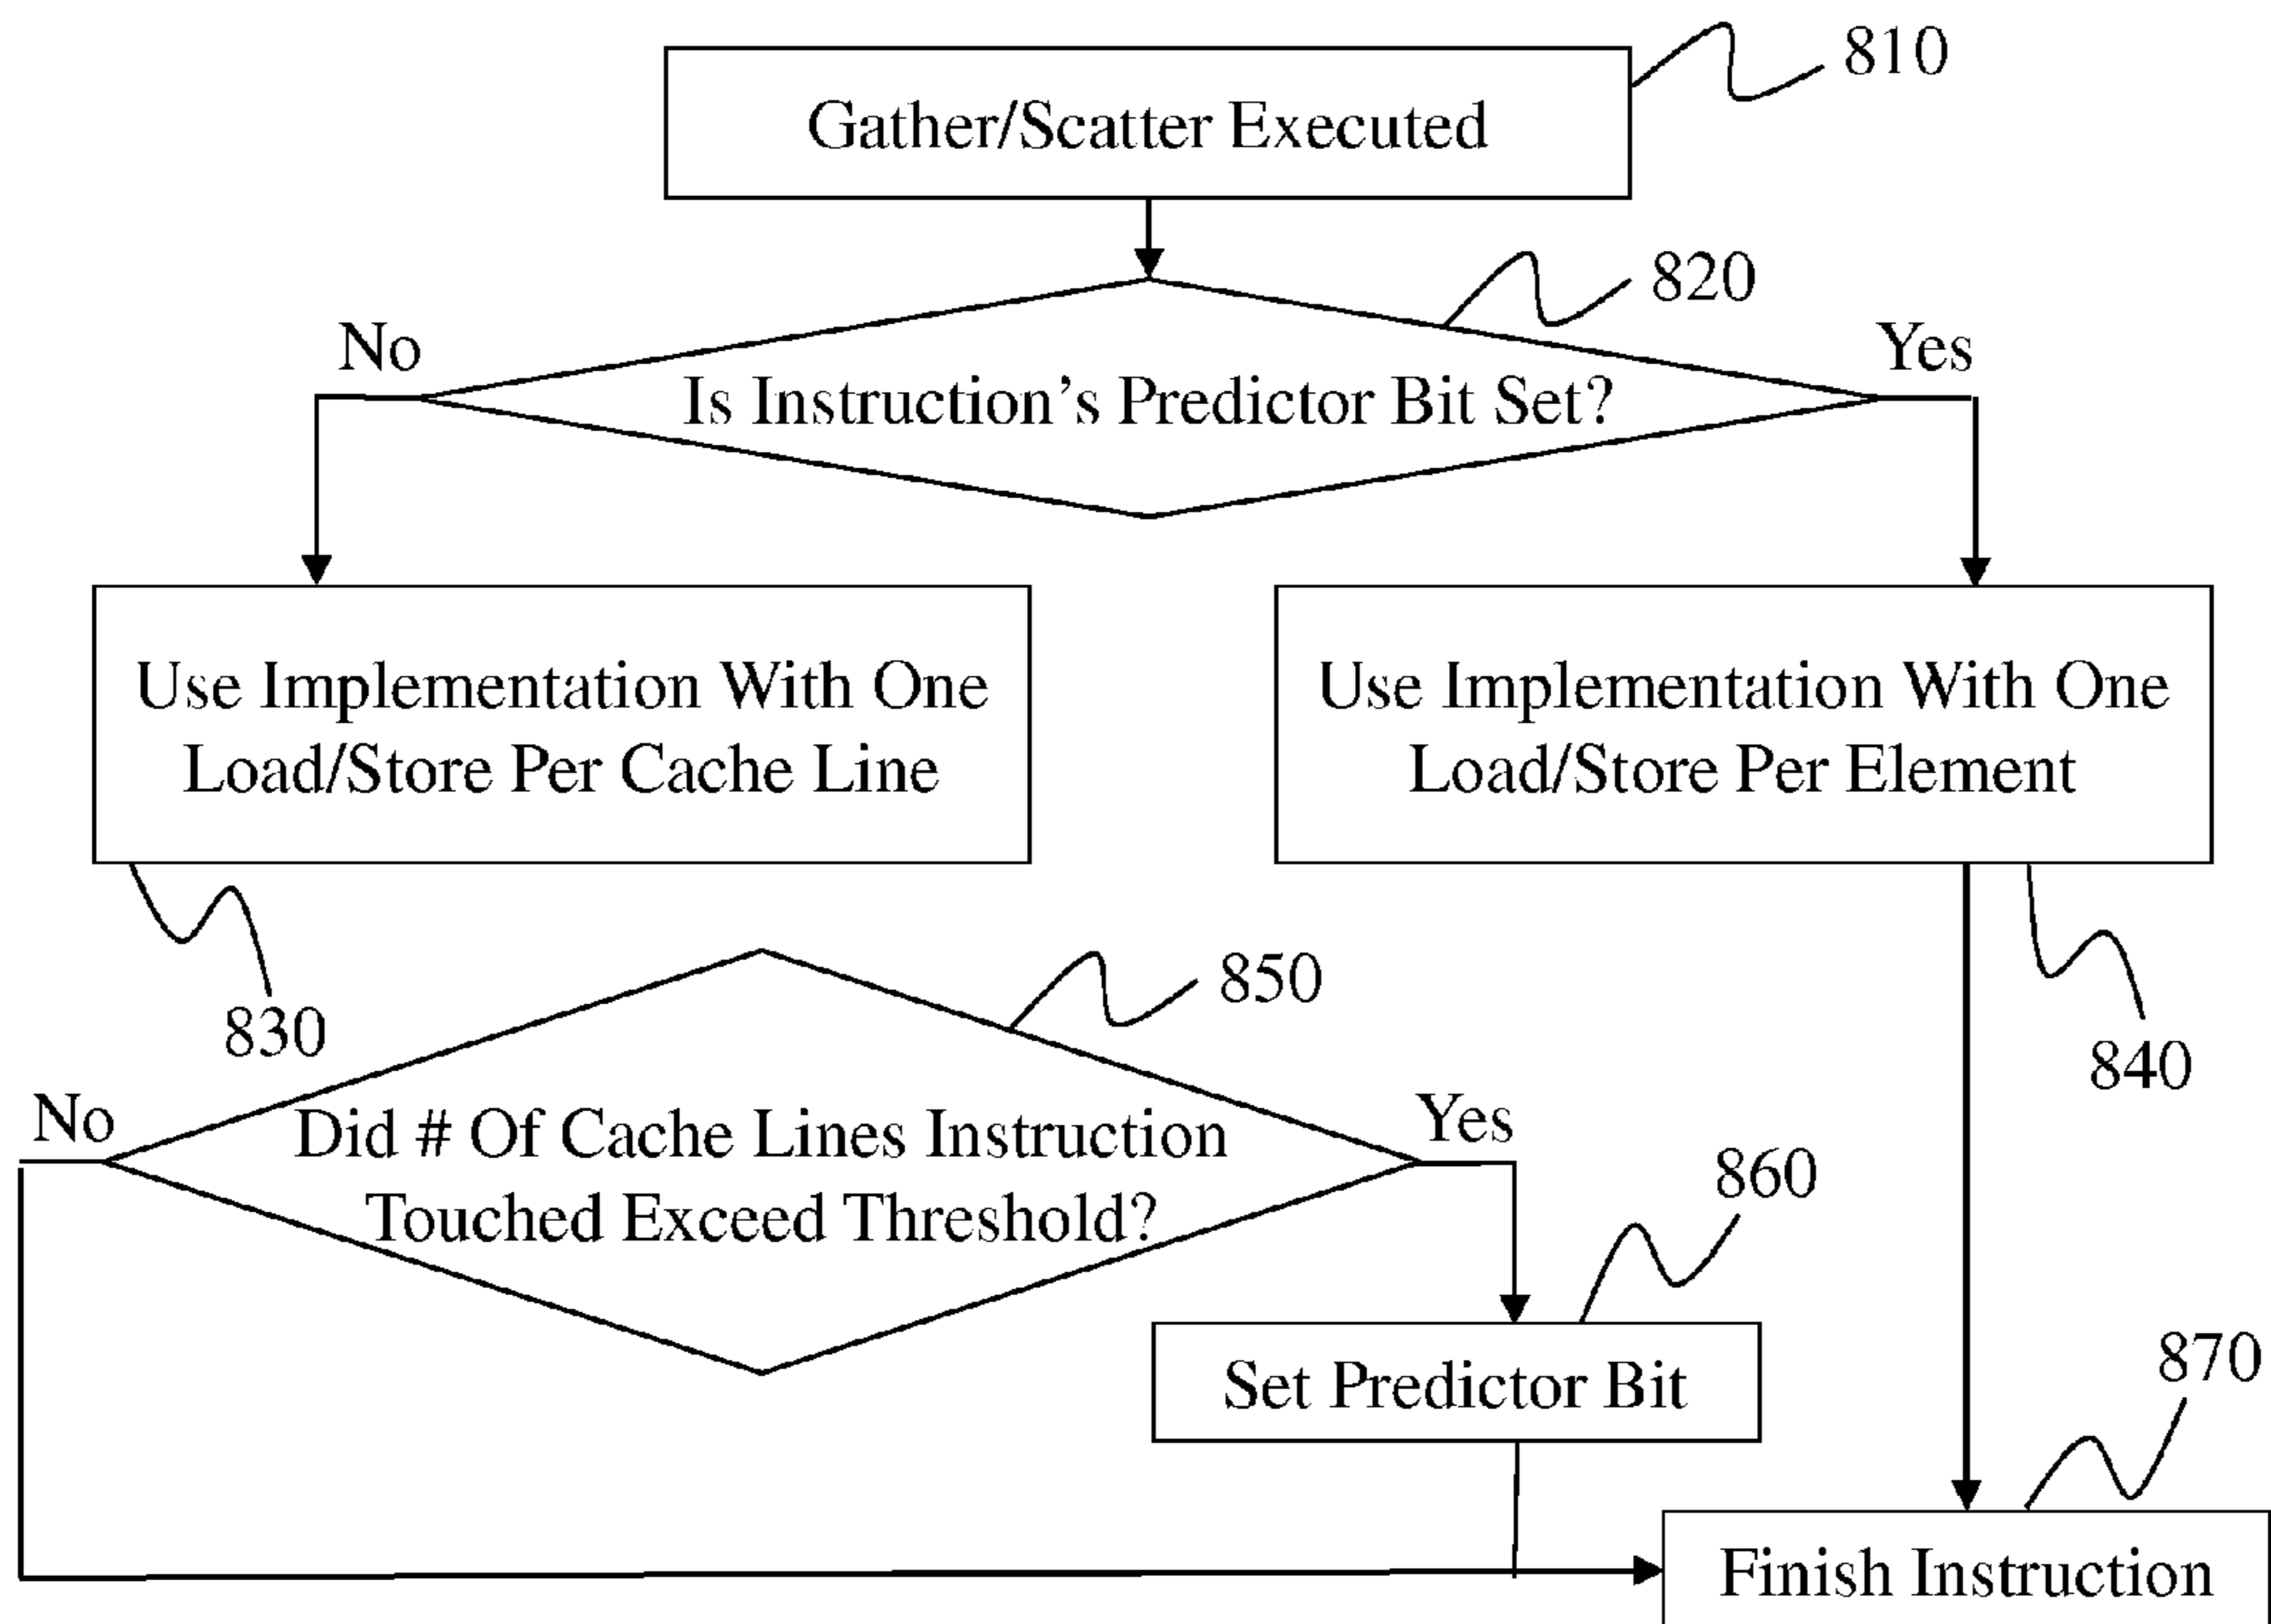 810
Gather/Scatter Executed
820
No
Yes
Is Instruction's Predictor Bit Set?
Use Implementation With One
Load/Store Per Cache Line
Use Implementation With One
Load/Store Per Element
830
850
840
No
Did # Of Cache Lines Instruction
Touched Exceed Threshold?
Yes
860
Set Predictor Bit
870
Finish Instruction